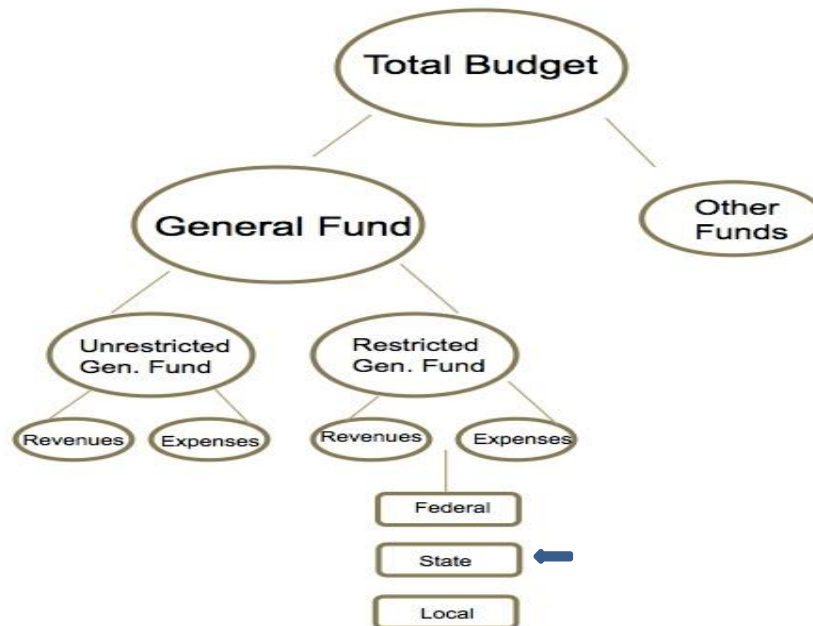 Total Budget
General Fund
Other
Funds
Unrestricted
Gen. Fund
Restricted
Gen. Fund
Revenues
Expenses
Revenues
Expenses
Federal
State
Local